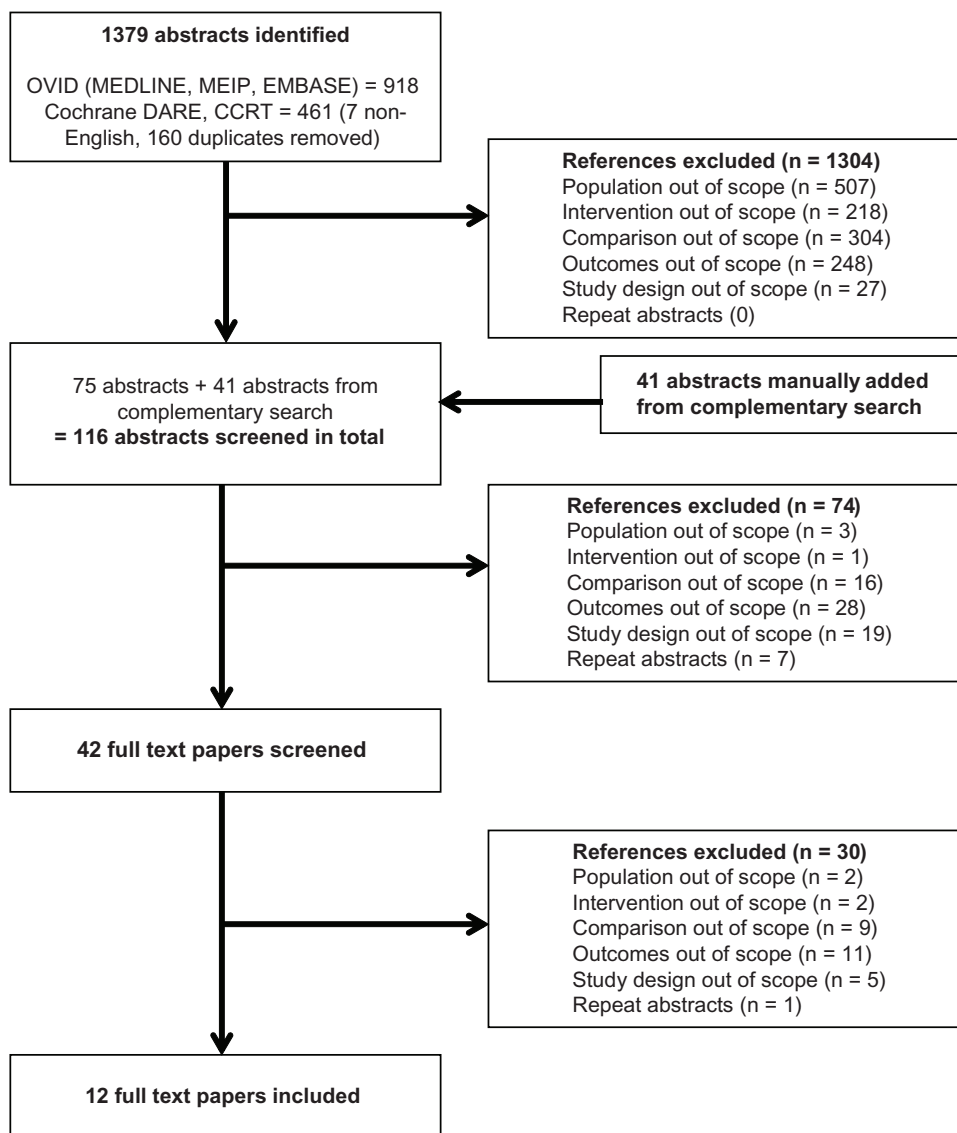 1379 abstracts identified
OVID (MEDLINE, MEIP, EMBASE) = 918
Cochrane DARE, CCRT = 461 (7 non-
English, 160 duplicates removed)
References excluded (n = 1304)
Population out of scope (n = 507)
Intervention out of scope (n = 218)
Comparison out of scope (n = 304)
Outcomes out of scope (n = 248)
Study design out of scope (n = 27)
Repeat abstracts (0)
75 abstracts + 41 abstracts from
complementary search
= 116 abstracts screened in total
41 abstracts manually added
from complementary search
References excluded (n = 74)
Population out of scope (n = 3)
Intervention out of scope (n = 1)
Comparison out of scope (n = 16)
Outcomes out of scope (n = 28)
Study design out of scope (n = 19)
Repeat abstracts (n = 7)
42 full text papers screened
References excluded (n = 30)
Population out of scope (n = 2)
Intervention out of scope (n = 2)
Comparison out of scope (n = 9)
Outcomes out of scope (n = 11)
Study design out of scope (n = 5)
Repeat abstracts (n = 1)
12 full text papers included